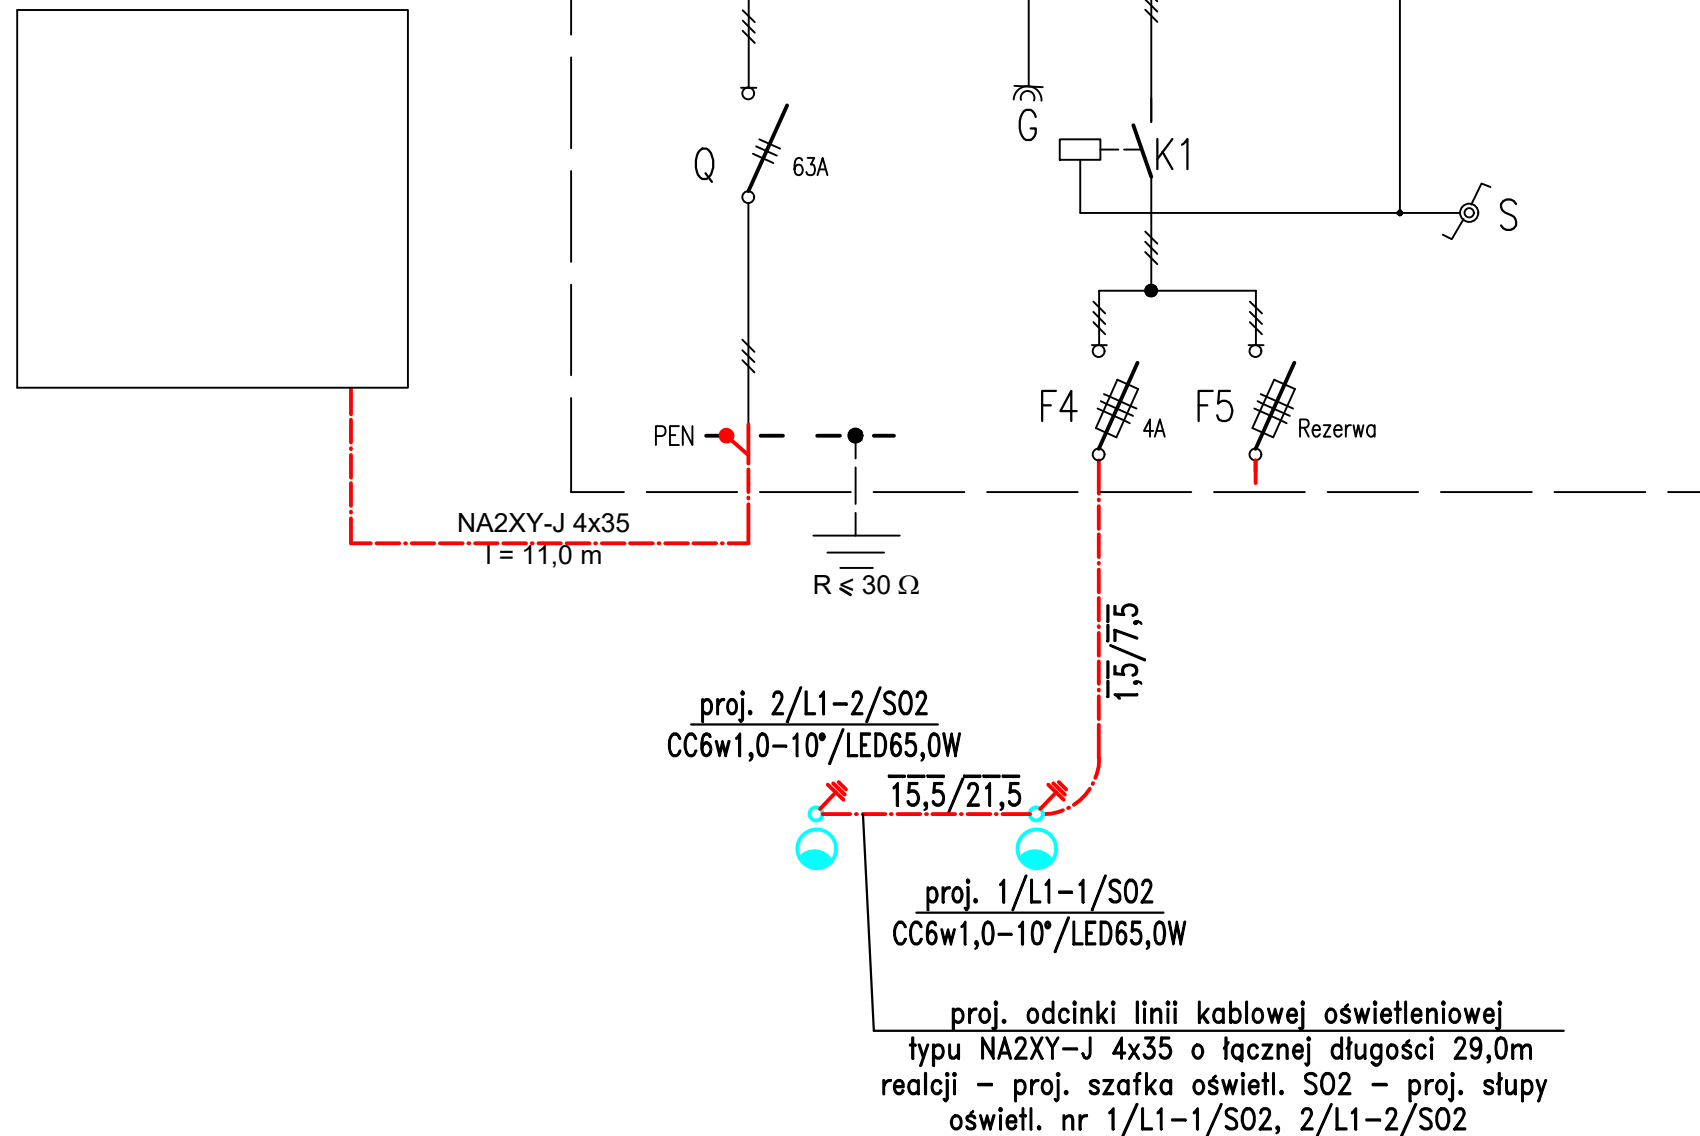 G
Q
63A
K1
S
F4
4A
F5
Rezerwa
PEN
NA2XY-J 4x35
l = 11,0 m
R ⩽ 30 Ω
1,5/7,5
proj. 2/L1-2/SO2
CC6w1,0-10°/LED65,0W
15,5/21,5
proj. 1/L1-1/SO2
CC6w1,0-10°/LED65,0W
proj. odcinki linii kablowej oświetleniowej
typu NA2XY-J 4x35 o łącznej długości 29,0m
realcji - proj. szafka oświetl. SO2 - proj. słupy
oświetl. nr 1/L1-1/SO2, 2/L1-2/SO2